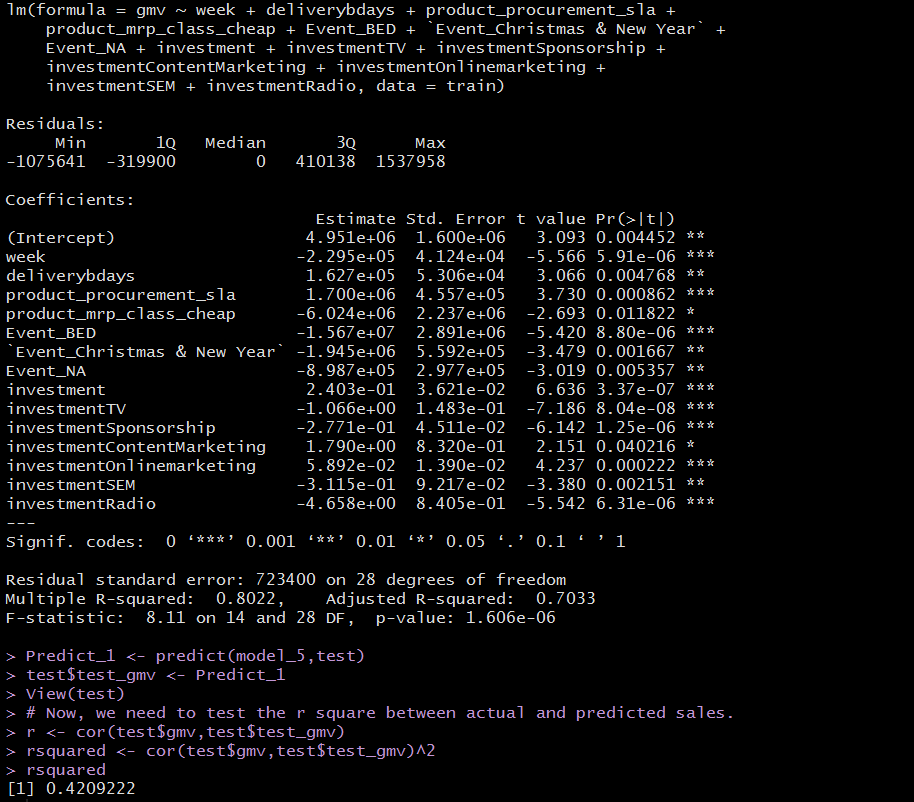 lm(formula = gmv ~ week + deliverybdays + product_procurement_sla +
    product_mrp_class_cheap + Event_BED + `Event_Christmas & New Year` +
    Event_NA + investment + investmentTV + investmentSponsorship +
    investmentContentMarketing + investmentOnlinemarketing +
    investmentSEM + investmentRadio, data = train)

Residuals:
     Min       1Q   Median       3Q      Max
-1075641  -319900        0   410138  1537958

Coefficients:
                               Estimate Std. Error t value Pr(>|t|)
(Intercept)                   4.951e+06  1.600e+06   3.093 0.004452 **
week                         -2.295e+05  4.124e+04  -5.566 5.91e-06 ***
deliverybdays                 1.627e+05  5.306e+04   3.066 0.004768 **
product_procurement_sla       1.700e+06  4.557e+05   3.730 0.000862 ***
product_mrp_class_cheap      -6.024e+06  2.237e+06  -2.693 0.011822 *
Event_BED                    -1.567e+07  2.891e+06  -5.420 8.80e-06 ***
`Event_Christmas & New Year` -1.945e+06  5.592e+05  -3.479 0.001667 **
Event_NA                     -8.987e+05  2.977e+05  -3.019 0.005357 **
investment                    2.403e-01  3.621e-02   6.636 3.37e-07 ***
investmentTV                 -1.066e+00  1.483e-01  -7.186 8.04e-08 ***
investmentSponsorship        -2.771e-01  4.511e-02  -6.142 1.25e-06 ***
investmentContentMarketing    1.790e+00  8.320e-01   2.151 0.040216 *
investmentOnlinemarketing     5.892e-02  1.390e-02   4.237 0.000222 ***
investmentSEM                -3.115e-01  9.217e-02  -3.380 0.002151 **
investmentRadio              -4.658e+00  8.405e-01  -5.542 6.31e-06 ***
---
Signif. codes:  0 ‘***’ 0.001 ‘**’ 0.01 ‘*’ 0.05 ‘.’ 0.1 ‘ ’ 1

Residual standard error: 723400 on 28 degrees of freedom
Multiple R-squared:  0.8022,    Adjusted R-squared:  0.7033
F-statistic:  8.11 on 14 and 28 DF,  p-value: 1.606e-06

> Predict_1 <- predict(model_5,test)
> test$test_gmv <- Predict_1
> View(test)
> # Now, we need to test the r square between actual and predicted sales.
> r <- cor(test$gmv,test$test_gmv)
> rsquared <- cor(test$gmv,test$test_gmv)^2
> rsquared
[1] 0.4209222